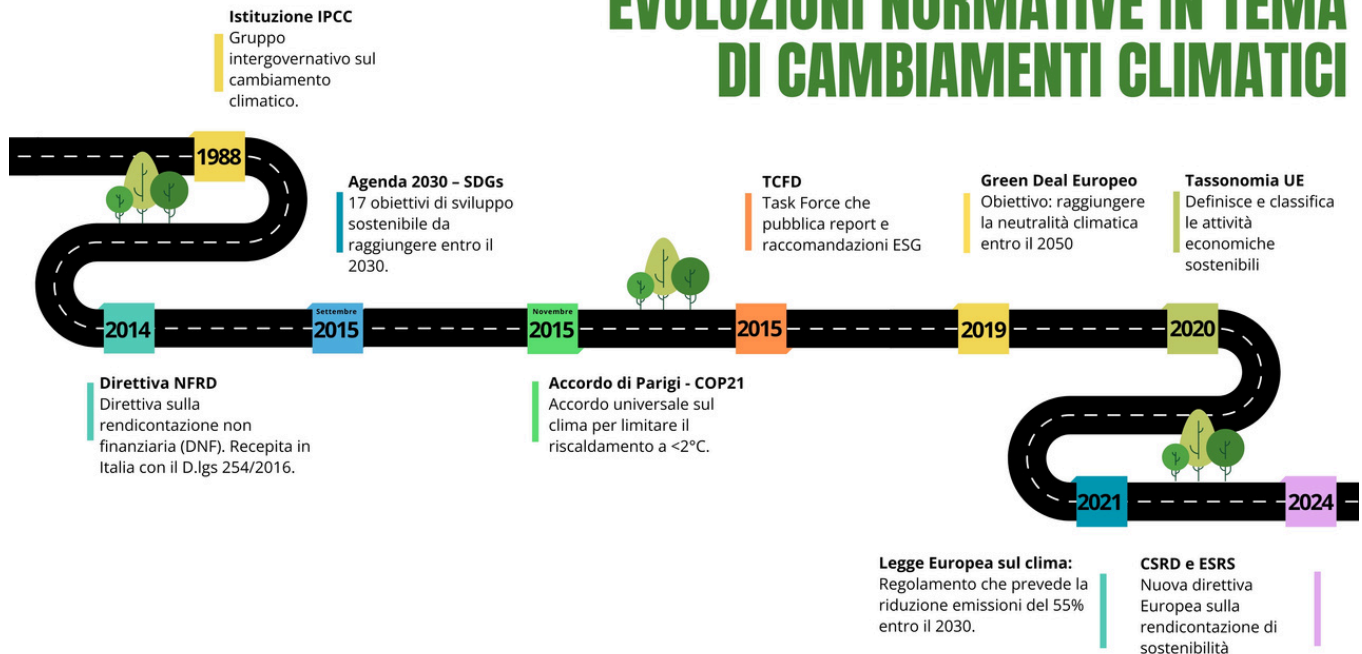 EVOLUZIONI NORMATIVE IN TEMA
DI CAMBIAMENTI CLIMATICI
Istituzione IPCC
Gruppo
intergovernativo sul
cambiamento
climatico.
1988
Agenda 2030 – SDGs
17 obiettivi di sviluppo
sostenibile da
raggiungere entro il
2030.
TCFD
Task Force che
pubblica report e
raccomandazioni ESG
Green Deal Europeo
Obiettivo: raggiungere
la neutralità climatica
entro il 2050
Tassonomia UE
Definisce e classifica
le attività
economiche
sostenibili
2014
Settembre
2015
Novembre
2015
2015
2019
2020
Direttiva NFRD
Direttiva sulla
rendicontazione non
finanziaria (DNF). Recepita in
Italia con il D.lgs 254/2016.
Accordo di Parigi - COP21
Accordo universale sul
clima per limitare il
riscaldamento a <2°C.
2021
2024
Legge Europea sul clima:
Regolamento che prevede la
riduzione emissioni del 55%
entro il 2030.
CSRD e ESRS
Nuova direttiva
Europea sulla
rendicontazione di
sostenibilità